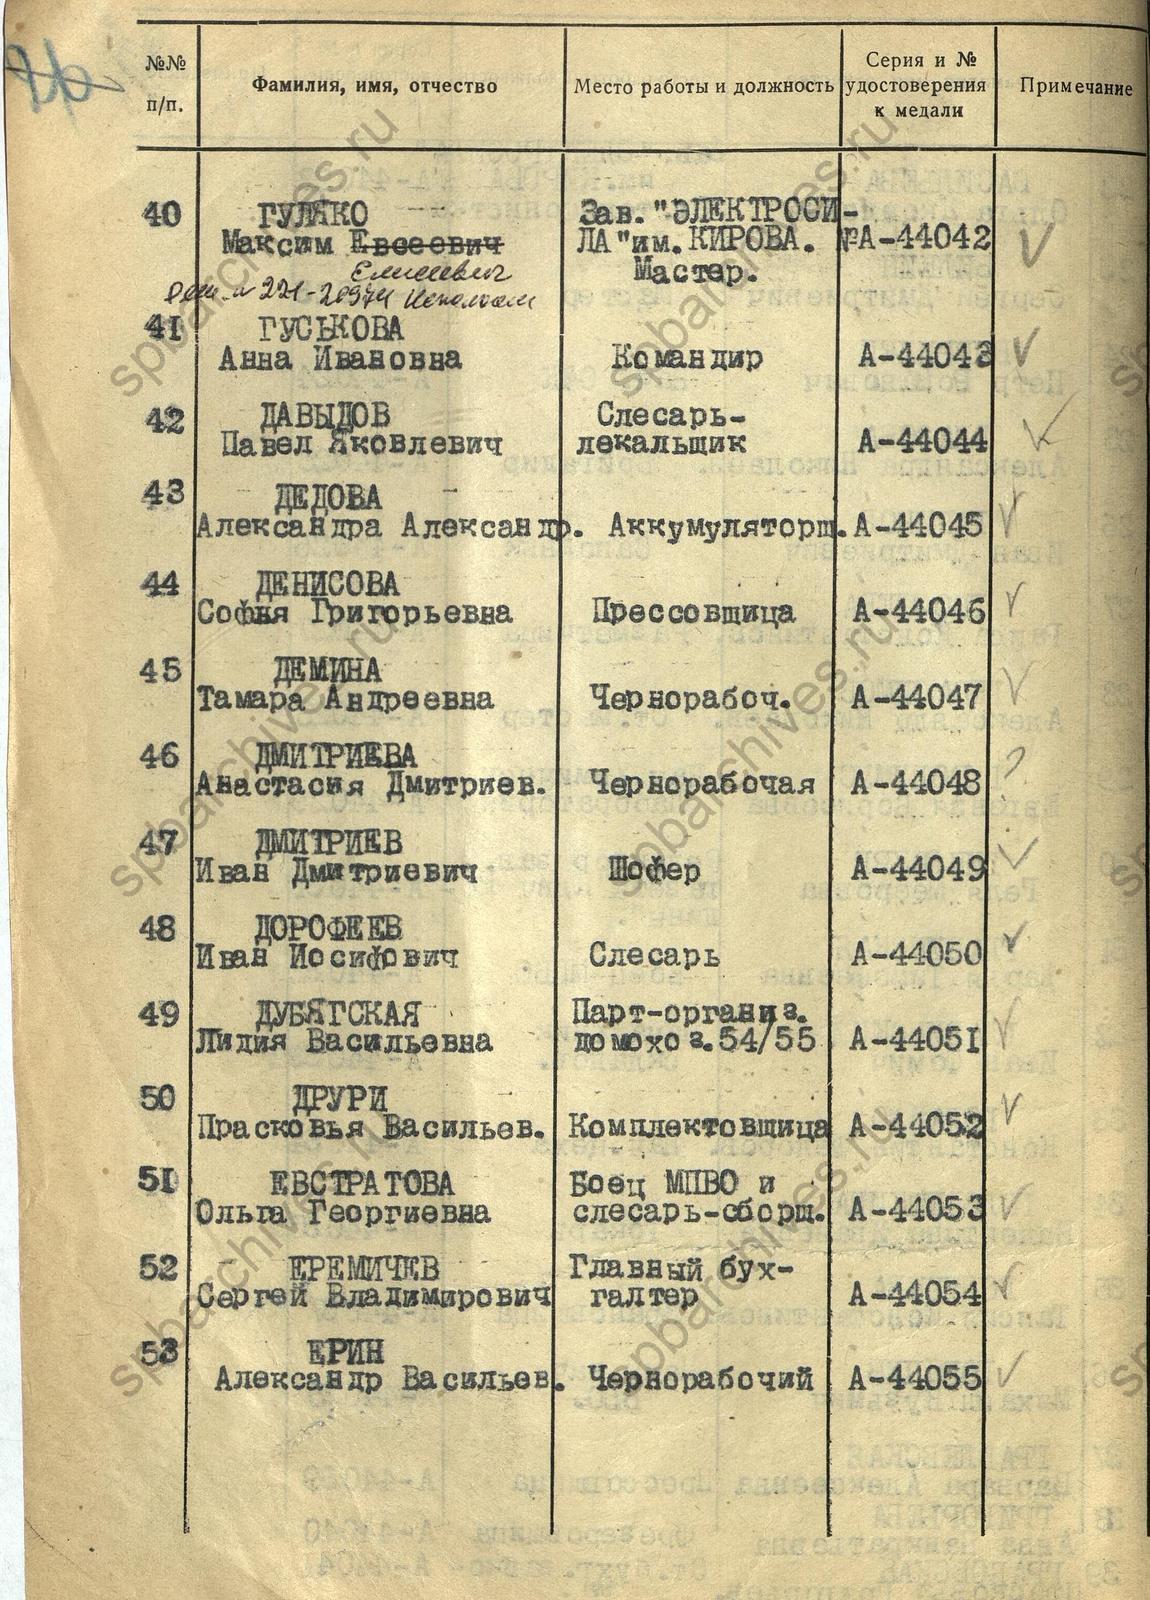 №№ п/п. Фамилия, имя, отчество Место работы и должность Серия и № удостоверения к медали Примечание
40 ГУЛЯКО Зав. "ЭЛЕКТРОСИ-
Максим Евсеевич ЛА "им. КИРОВА. №А-44042
Елисеевич Мастер.
41 ГУСЬКОВА
Анна Ивановна Командир А-44043
42 ДАВЫДОВ Слесарь-
Павел Яковлевич лекальщик А-44044
43 ДЕДОВА
Александра Александр. Аккумуляторщ. А-44045
44 ДЕНИСОВА
София Григорьевна Прессовщица А-44046
45 ДЕМИНА
Тамара Андреевна Чернорабоч. А-44047
46 ДМИТРИЕВА
Анастасия Дмитриев. Чернорабочая А-44048 ?
47 ДМИТРИЕВ
Иван Дмитриевич Шофер А-44049
48 ДОРОФЕЕВ
Иван Иосифович Слесарь А-44050
49 ДУБЯГСКАЯ Парт-организ.
Лидия Васильевна домохоз. 54/55 А-44051
50 ДРУРИ
Прасковья Васильев. Комплектовщица А-44052
51 ЕВСТРАТОВА Боец МПВО и
Ольга Георгиевна слесарь-сборщ. А-44053
52 ЕРЕМИЧЕВ Главный бух-
Сергей Владимирович галтер А-44054
53 ЕРИН
Александр Васильев. Чернорабочий А-44055
spbarchives.ru